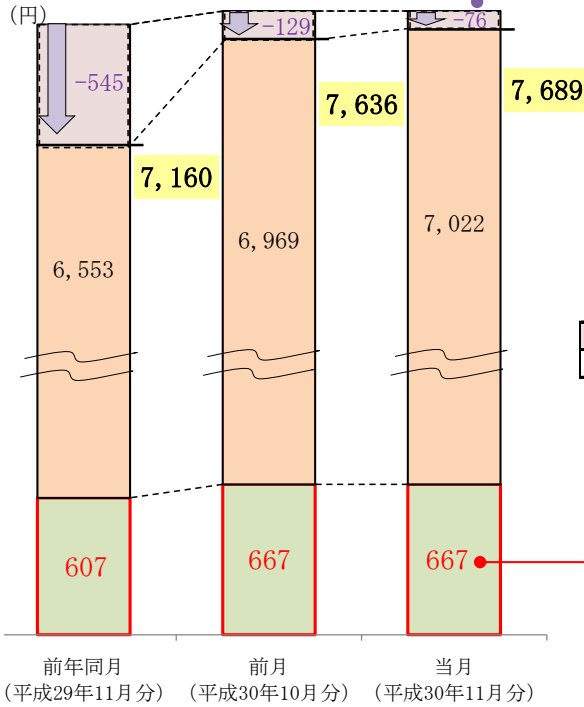 (円)
-545
-129
-76
7,160
7,636
7,689
6,553
6,969
7,022
607
667
667
前年同月
(平成29年11月分)
前月
(平成30年10月分)
当月
(平成30年11月分)